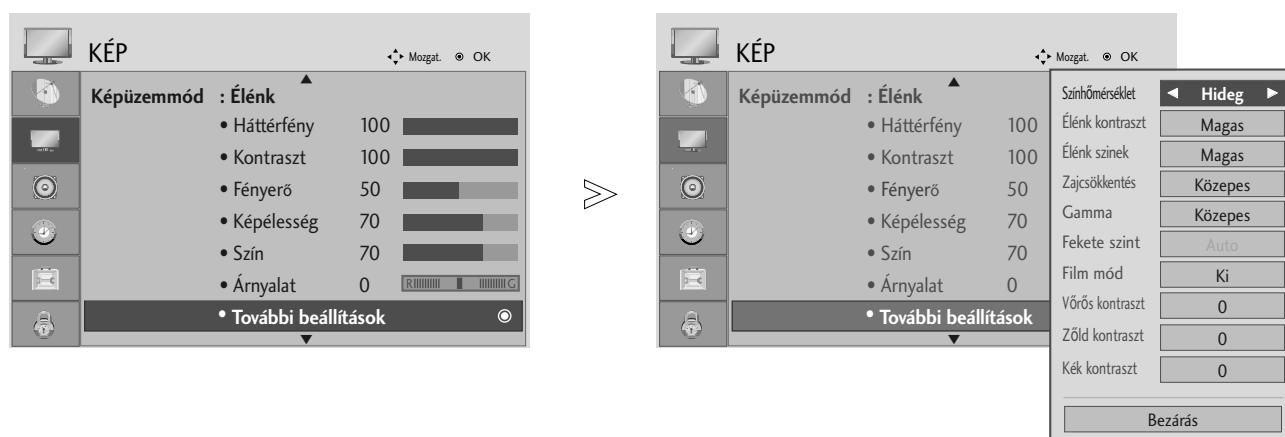 KÉP
Mozgat. OK
Képüzemmód : Élénk
• Háttérfény 100
• Kontraszt 100
• Fényerő 50
• Képélesség 70
• Szín 70
• Árnyalat 0 R G
• További beállítások
KÉP
Mozgat. OK
Képüzemmód : Élénk
• Háttérfény 100
• Kontraszt 100
• Fényerő 50
• Képélesség 70
• Szín 70
• Árnyalat 0
• További beállítások
Színhőmérséklet ◄ Hideg ►
Élénk kontraszt Magas
Élénk szinek Magas
Zajcsökkentés Közepes
Gamma Közepes
Fekete szint Auto
Film mód Ki
Vőrős kontraszt 0
Zőld kontraszt 0
Kék kontraszt 0
Bezárás